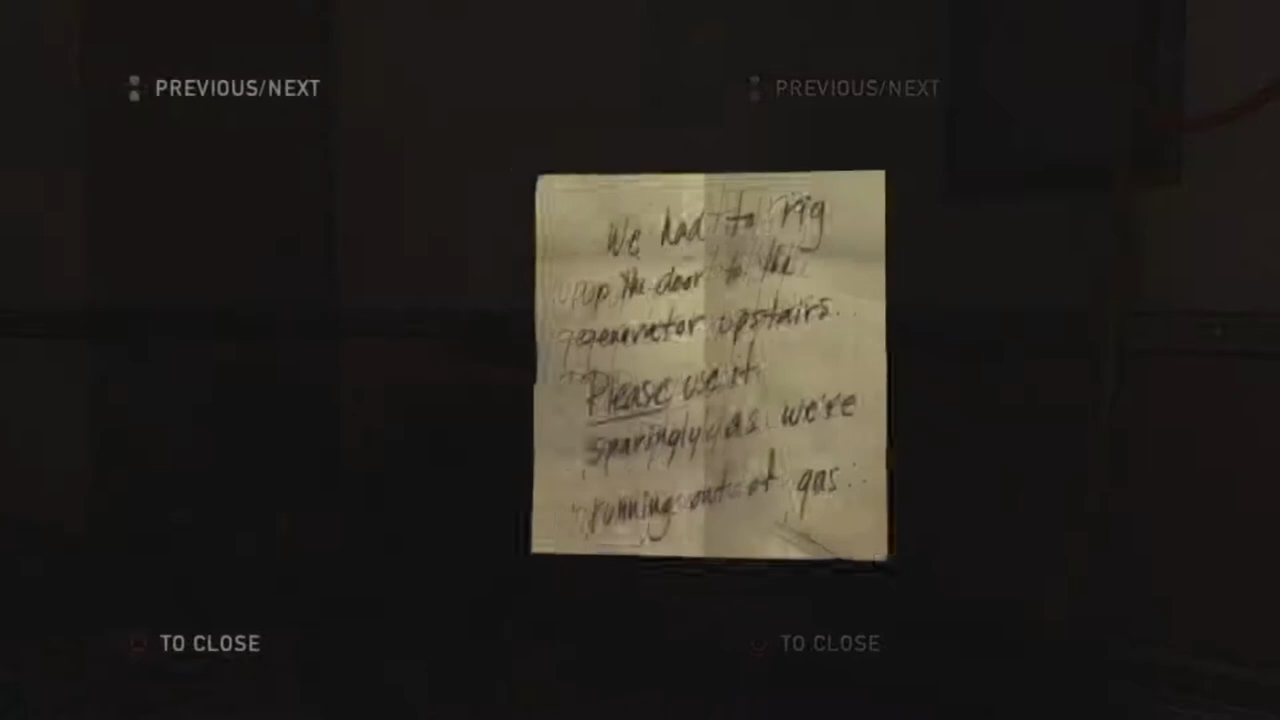 PREVIOUS/NEXT
PREVIOUS/NEXT
We had to rig
up the door to the
generator upstairs.
Please use it
sparingly as we're
running out of gas.
TO CLOSE
TO CLOSE